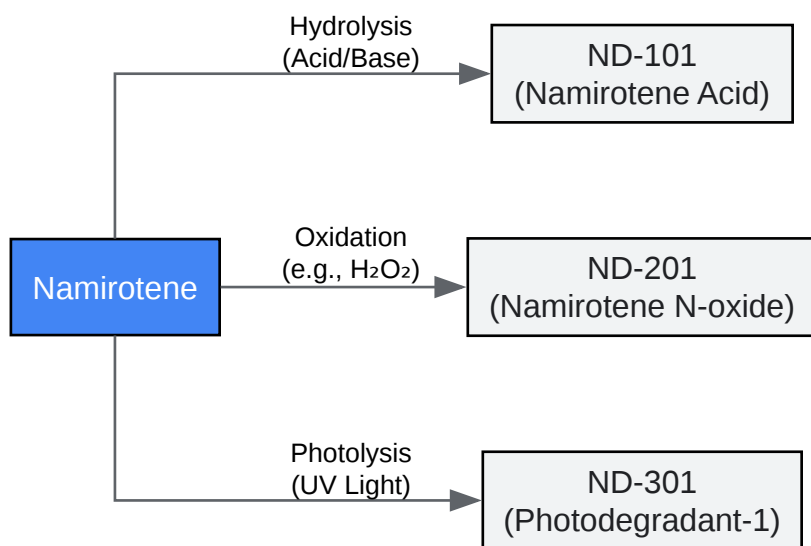 Hydrolysis
(Acid/Base)
ND-101
(Namirotene Acid)
Namirotene
Oxidation
(e.g., H₂O₂)
ND-201
(Namirotene N-oxide)
Photolysis
(UV Light)
ND-301
(Photodegradant-1)